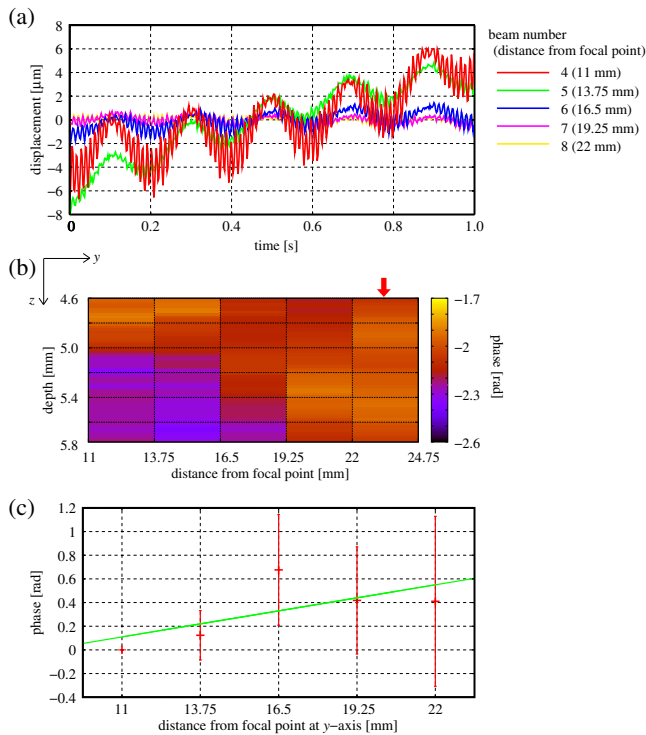 (a)
8
6
4
2
0
−2
−4
−6
−8
displacement [μm]
0 0.2 0.4 0.6 0.8 1.0
time [s]
beam number
(distance from focal point)
4 (11 mm)
5 (13.75 mm)
6 (16.5 mm)
7 (19.25 mm)
8 (22 mm)
(b)
y
z
4.6
5.0
5.4
5.8
depth [mm]
11 13.75 16.5 19.25 22 24.75
distance from focal point [mm]
−1.7
−2
−2.3
−2.6
phase [rad]
(c)
1.2
1
0.8
0.6
0.4
0.2
0
−0.2
−0.4
phase [rad]
11 13.75 16.5 19.25 22
distance from focal point at y−axis [mm]